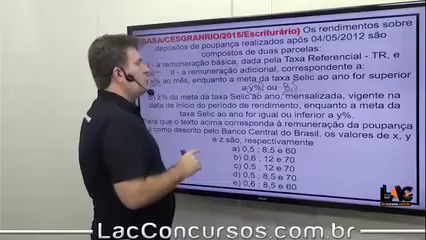 BASA/CESGRANRIO/2015/Escriturário) Os rendimentos sobre
depósitos de poupança realizados após 04/05/2012 são
compostos de duas parcelas:
- a remuneração básica, dada pela Taxa Referencial - TR, e
II - a remuneração adicional, correspondente a:
ao mês, enquanto a meta da taxa Selic ao ano for superior
a y%; ou 8,5
z% da meta da taxa Selic ao ano, mensalizada, vigente na
data de início do período de rendimento, enquanto a meta da
taxa Selic ao ano for igual ou inferior a y%.
Para que o texto acima corresponda à remuneração da poupança
como descrito pelo Banco Central do Brasil, os valores de x, y
e z são, respectivamente
a) 0,5 ; 8,5 e 60
b) 0,6 ; 12 e 70
c) 0,5 ; 12 e 70
d) 0,5 ; 8,5 e 70
e) 0,6 ; 8,5 e 60
LAC
LacConcursos.com.br